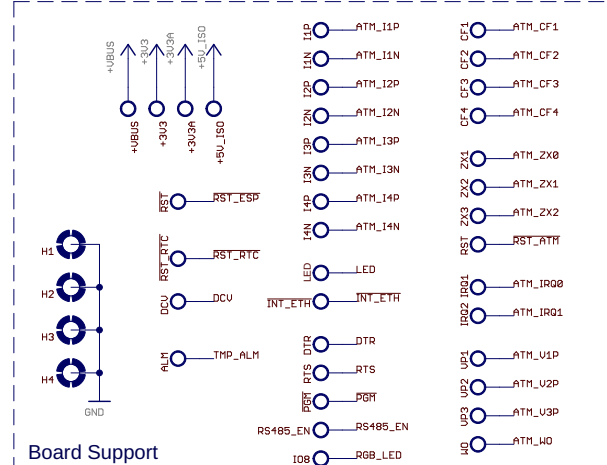 +VBUS
+3V3
+3V3A
+5V_ISO
+VBUS
+3V3
+3V3A
+5V_ISO
RST RST_ESP
RST_RTC RST_RTC
DCV DCV
ALM TMP_ALM
H1
H2
H3
H4
GND
I1P ATM_I1P
I1N ATM_I1N
I2P ATM_I2P
I2N ATM_I2N
I3P ATM_I3P
I3N ATM_I3N
I4P ATM_I4P
I4N ATM_I4N
LED LED
INT_ETH INT_ETH
DTR DTR
RTS RTS
PGM PGM
RS485_EN RS485_EN
IO8 RGB_LED
CF1 ATM_CF1
CF2 ATM_CF2
CF3 ATM_CF3
CF4 ATM_CF4
ZX1 ATM_ZX0
ZX2 ATM_ZX1
ZX3 ATM_ZX2
RST RST_ATM
IRQ1 ATM_IRQ0
IRQ2 ATM_IRQ1
VP1 ATM_V1P
VP2 ATM_V2P
VP3 ATM_V3P
WO ATM_WO
Board Support